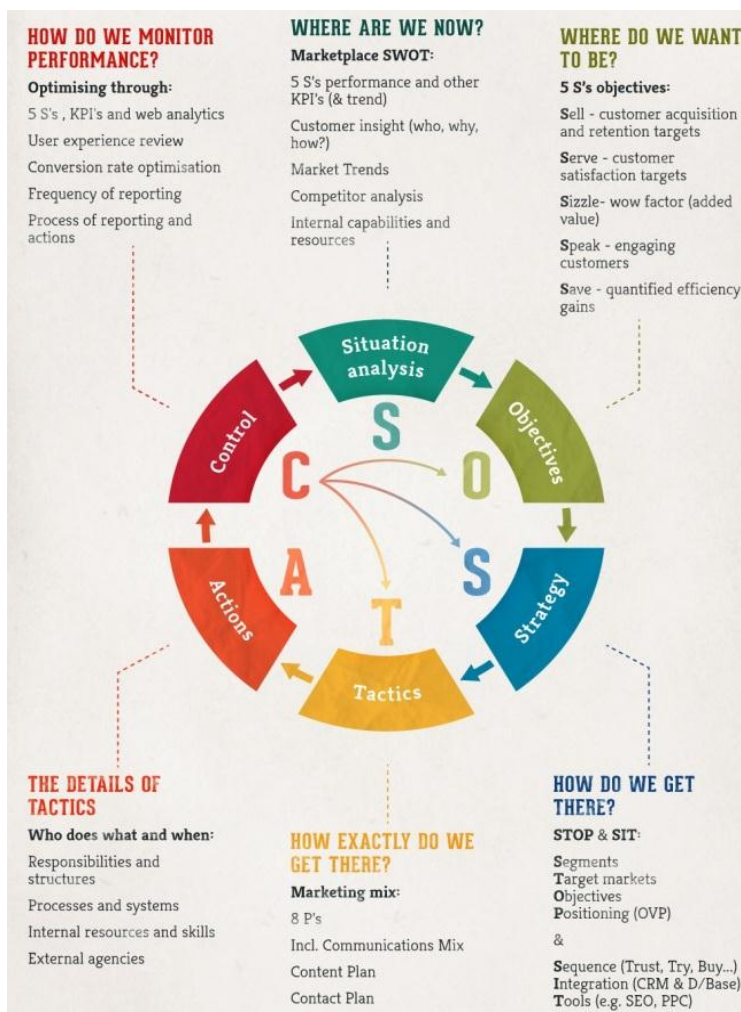 HOW DO WE MONITOR
PERFORMANCE?
Optimising through:
5 S's , KPI's and web analytics
User experience review
Conversion rate optimisation
Frequency of reporting
Process of reporting and
actions
WHERE ARE WE NOW?
Marketplace SWOT:
5 S's performance and other
KPI's (& trend)
Customer insight (who, why,
how?)
Market Trends
Competitor analysis
Internal capabilities and
resources
WHERE DO WE WANT
TO BE?
5 S's objectives:
Sell - customer acquisition
and retention targets
Serve - customer
satisfaction targets
Sizzle- wow factor (added
value)
Speak - engaging
customers
Save - quantified efficiency
gains
Situation
analysis
Objectives
Strategy
Tactics
Actions
Control
S
O
S
T
A
C
THE DETAILS OF
TACTICS
Who does what and when:
Responsibilities and
structures
Processes and systems
Internal resources and skills
External agencies
HOW EXACTLY DO WE
GET THERE?
Marketing mix:
8 P's
Incl. Communications Mix
Content Plan
Contact Plan
HOW DO WE GET
THERE?
STOP & SIT:
Segments
Target markets
Objectives
Positioning (OVP)
&
Sequence (Trust, Try, Buy...)
Integration (CRM & D/Base)
Tools (e.g. SEO, PPC)